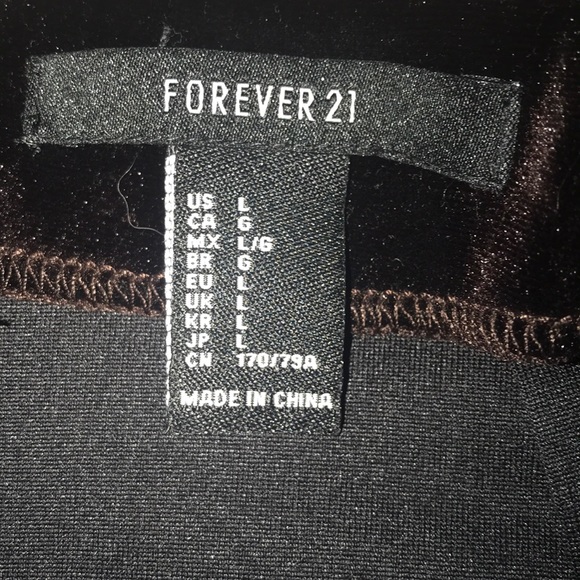 FOREVER 21
US L
CA G
MX L/G
BR G
EU L
UK L
KR L
JP L
CN 170/79A
MADE IN CHINA